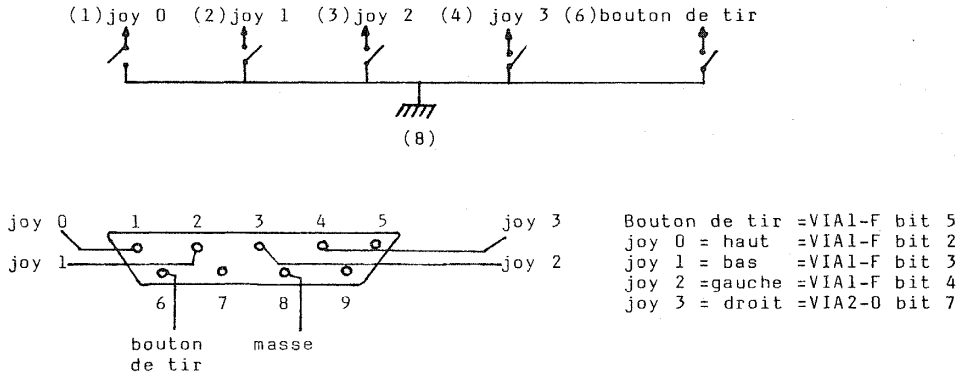 (1)joy 0 (2)joy 1 (3)joy 2 (4) joy 3 (6)bouton de tir
(8)
joy 0 1 2 3 4 5 joy 3
joy 1 joy 2
6 7 8 9
bouton masse
de tir
Bouton de tir =VIA1-F bit 5
joy 0 = haut =VIA1-F bit 2
joy 1 = bas =VIA1-F bit 3
joy 2 =gauche =VIA1-F bit 4
joy 3 = droit =VIA2-0 bit 7